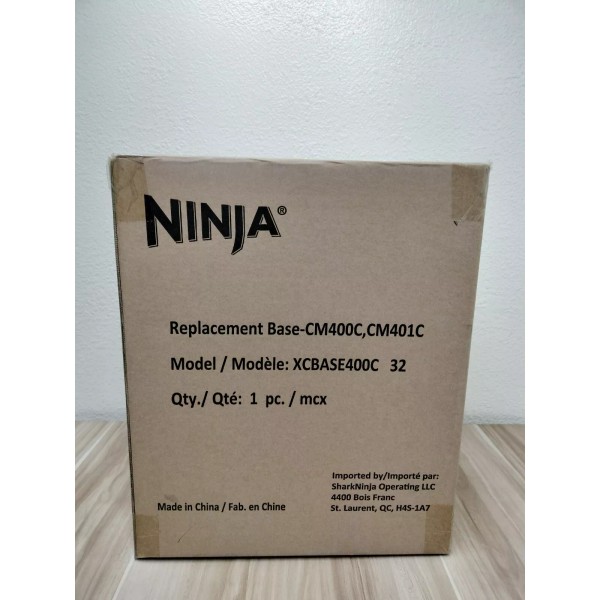 NINJA®
Replacement Base-CM400C,CM401C
Model / Modèle: XCBASE400C 32
Qty./ Qté: 1 pc. / mcx
Imported by/Importé par:
SharkNinja Operating LLC
4400 Bois Franc
St. Laurent, QC, H4S-1A7
Made in China / Fab. en Chine